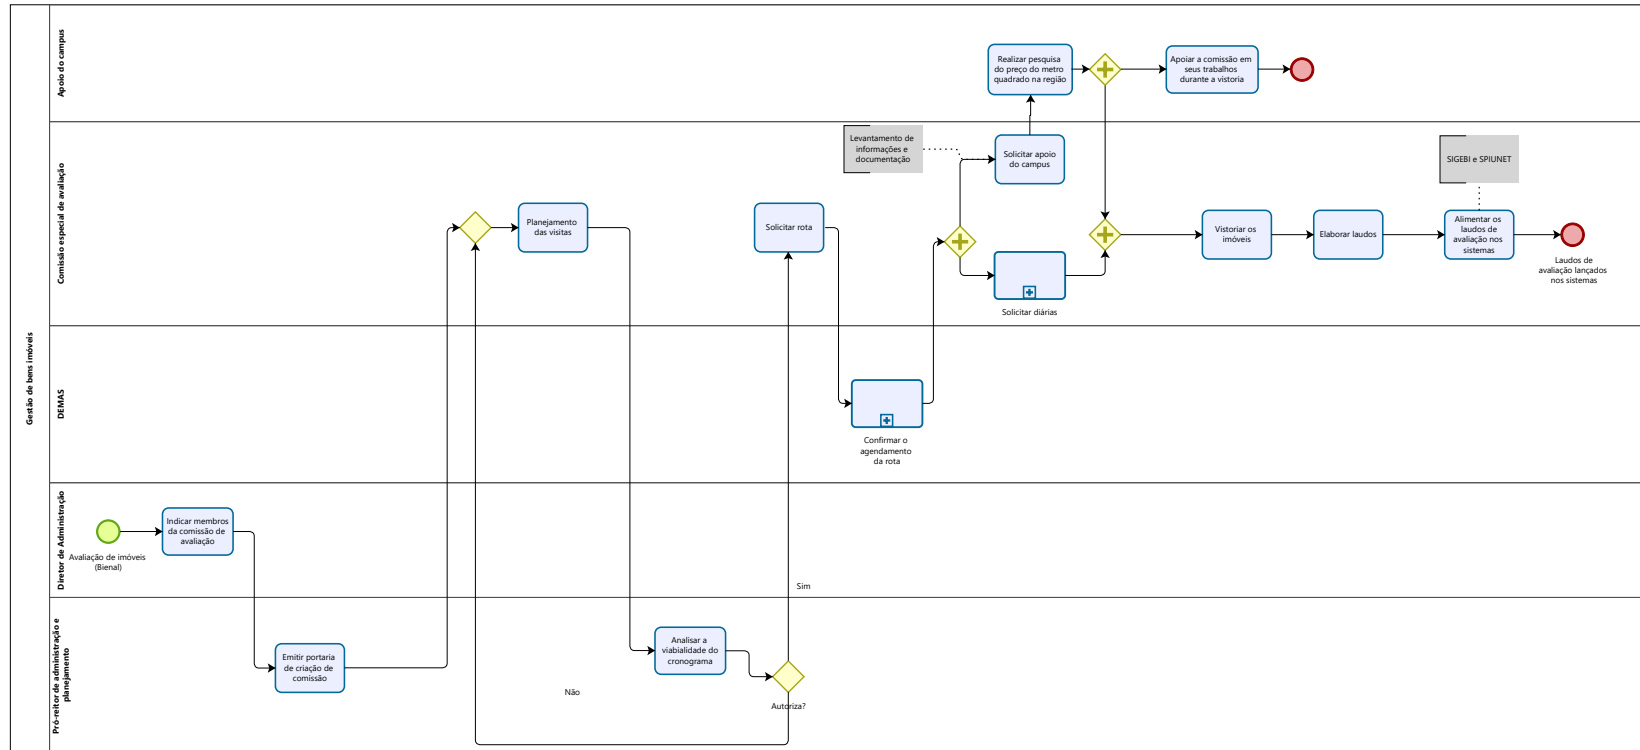 Gestão de bens imóveis
Apoio do campus
Realizar pesquisa
do preço do metro
quadrado na região
Apoiar a comissão em
seus trabalhos
durante a vistoria
Comissão especial de avaliação
Levantamento de
informações e
documentação
Solicitar apoio
do campus
SIGEBI e SPIUNET
Planejamento
das visitas
Solicitar rota
Vistoriar os
imóveis
Elaborar laudos
Alimentar os
laudos de
avaliação nos
sistemas
Laudos de
avaliação lançados
nos sistemas
Solicitar diárias
DEMAS
Confirmar o
agendamento
da rota
Diretor de Administração
Avaliação de imóveis
(Bienal)
Indicar membros
da comissão de
avaliação
Sim
Pró-reitor de administração e
planejamento
Emitir portaria
de criação de
comissão
Analisar a
viabialidade do
cronograma
Não
Autoriza?